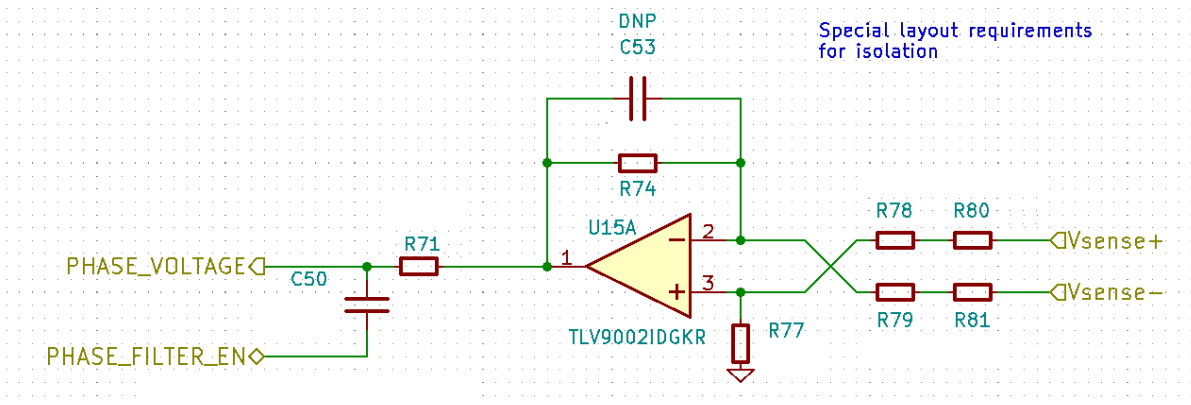 DNP
C53
Special layout requirements
for isolation
R74
U15A
2
1
3
−
+
R71
C50
PHASE_VOLTAGE
PHASE_FILTER_EN
TLV9002IDGKR
R77
R78
R80
Vsense+
Vsense-
R79
R81